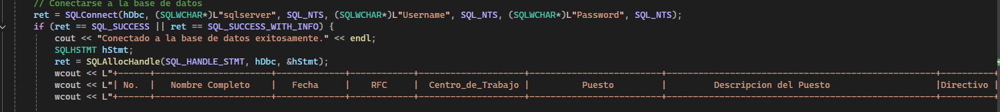 // Conectarse a la base de datos
ret = SQLConnect(hDbc, (SQLWCHAR*)L"sqlserver", SQL_NTS, (SQLWCHAR*)L"Username", SQL_NTS, (SQLWCHAR*)L"Password", SQL_NTS);
if (ret == SQL_SUCCESS || ret == SQL_SUCCESS_WITH_INFO) {
cout << "Conectado a la base de datos exitosamente." << endl;
SQLHSTMT hStmt;
ret = SQLAllocHandle(SQL_HANDLE_STMT, hDbc, &hStmt);
wcout << L"+------+-----------------------+-------------+------------+--------------------+-------------------------+---------------------------------------------------+----------+
wcout << L"| No.  |   Nombre Completo    |   Fecha     |    RFC     |  Centro_de_Trabajo |          Puesto         |         Descripcion del Puesto                    |Directivo |
wcout << L"+------+-----------------------+-------------+------------+--------------------+-------------------------+---------------------------------------------------+----------+